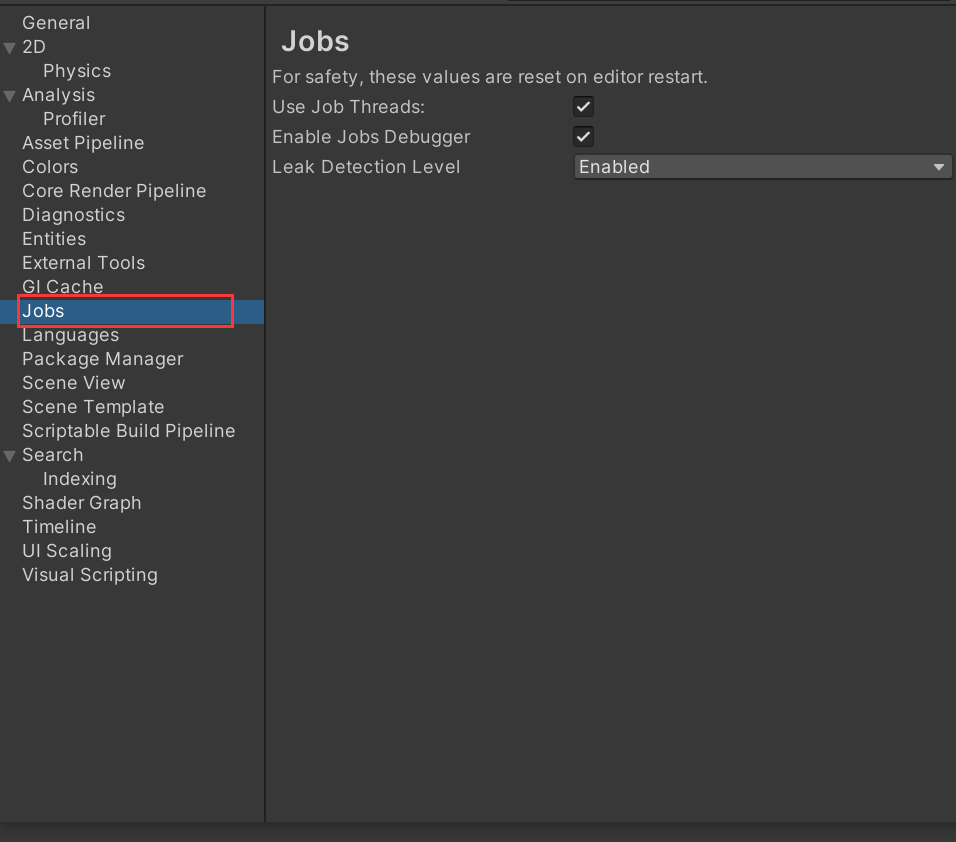 General
2D
Physics
Analysis
Profiler
Asset Pipeline
Colors
Core Render Pipeline
Diagnostics
Entities
External Tools
GI Cache
Jobs
Languages
Package Manager
Scene View
Scene Template
Scriptable Build Pipeline
Search
Indexing
Shader Graph
Timeline
UI Scaling
Visual Scripting
Jobs
For safety, these values are reset on editor restart.
Use Job Threads:
Enable Jobs Debugger
Leak Detection Level Enabled